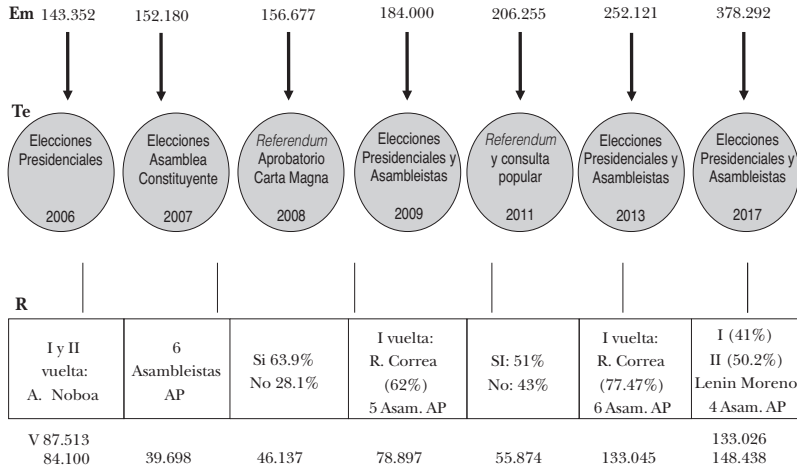 Em 143.352 152.180 156.677 184.000 206.255 252.121 378.292
Te
Elecciones
Presidenciales
2006
Elecciones
Asamblea
Constituyente
2007
Referendum
Aprobatorio
Carta Magna
2008
Elecciones
Presidenciales y
Asambleistas
2009
Referendum
y consulta
popular
2011
Elecciones
Presidenciales y
Asambleistas
2013
Elecciones
Presidenciales y
Asambleistas
2017
R
I y II
vuelta:
A. Noboa
6
Asambleistas
AP
Si 63.9%
No 28.1%
I vuelta:
R. Correa
(62%)
5 Asam. AP
SI: 51%
No: 43%
I vuelta:
R. Correa
(77.47%)
6 Asam. AP
I (41%)
II (50.2%)
Lenin Moreno
4 Asam. AP
V 87.513 133.026
84.100 39.698 46.137 78.897 55.874 133.045 148.438